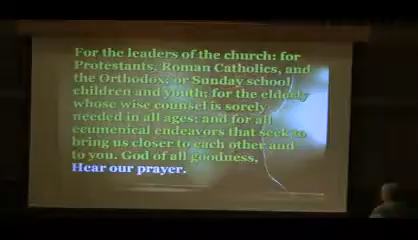 For the leaders of the church: for
Protestants, Roman Catholics, and
the Orthodox; or Sunday school
children and youth; for the elderly
whose wise counsel is sorely
needed in all ages; and for all
ecumenical endeavors that seek to
bring us closer to each other and
to you. God of all goodness,
Hear our prayer.